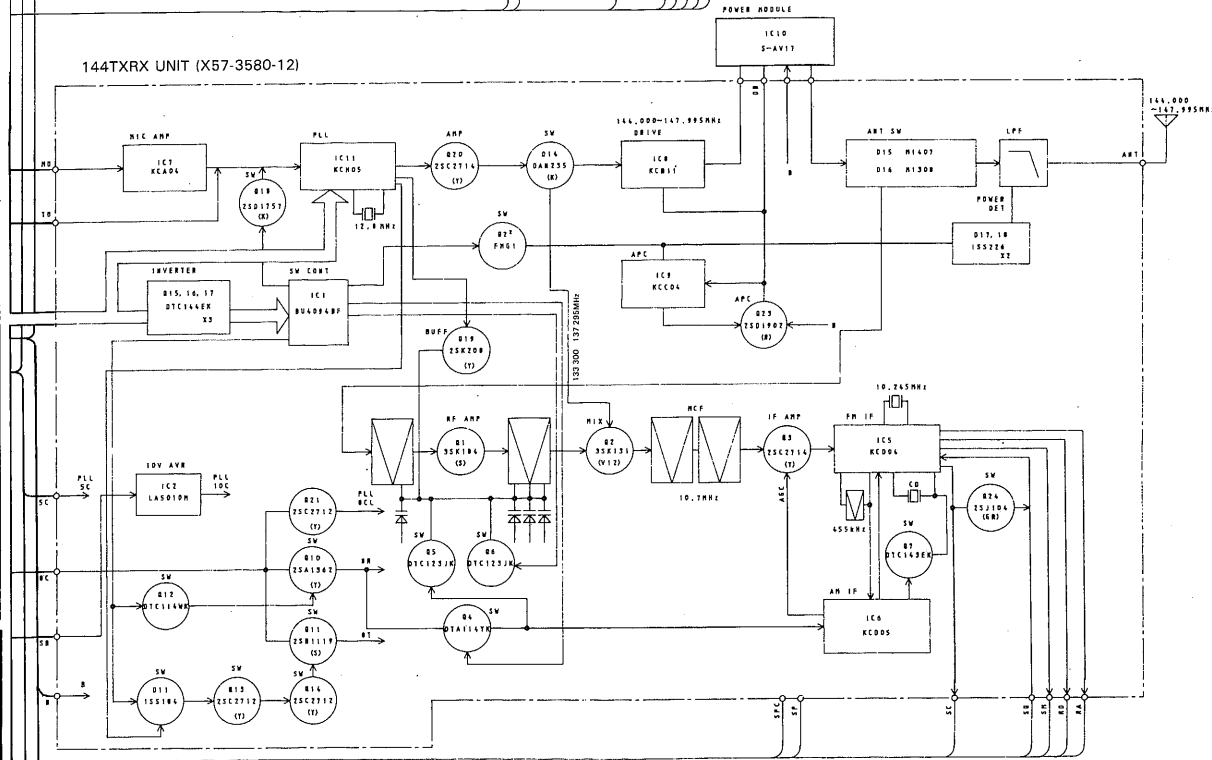 POWER MODULE
IC10
S-AV17
144TXRX UNIT (X57-3580-12)
DB
144.000
~147.995MHz
MIC AMP
IC7
KCA04
PLL
IC11
KCH05
AMP
Q20
2SC2714
(Y)
SW
D14
DAN235
(K)
144.000~147.995MHz
DRIVE
IC8
KCB11
ANT SW
D15 MI407
D16 MI308
LPF
ANT
MO
TO
SW
Q18
2SD1757
(K)
12.8MHz
B
POWER
DET
D17, 18
1SS226
X2
SW
Q22
FMG1
APC
IC9
KCC04
APC
Q23
2SD1902
(R)
B
INVERTER
Q15, 16, 17
DTC144EK
X3
SW CONT
IC1
BU4094BF
BUFF
Q19
2SK208
(Y)
133.300 137.295MHz
RF AMP
Q1
3SK184
(S)
MIX
Q2
3SK131
(V12)
MCF
10.7MHz
IF AMP
Q3
2SC2714
(Y)
10.245MHz
FM IF
IC5
KCD04
AGC
455kHz
CD
SW
Q7
DTC143EK
SW
Q24
2SJ104
(GR)
5C
PLL
5C
10V AVR
IC2
LA5010M
PLL
10C
Q21
2SC2712
(Y)
PLL
8CL
SW
Q10
2SA1362
(Y)
8R
SW
Q5
DTC123JK
SW
Q6
DTC123JK
8C
SW
Q12
DTC114WK
SW
Q11
2SB1119
(S)
8T
SW
Q4
DTA114YK
AM IF
IC6
KCD05
SB
B
B
SW
D11
1SS184
SW
Q13
2SC2712
(Y)
SW
Q14
2SC2712
(Y)
SPC
SP
SC
SQ
SM
RD
RA